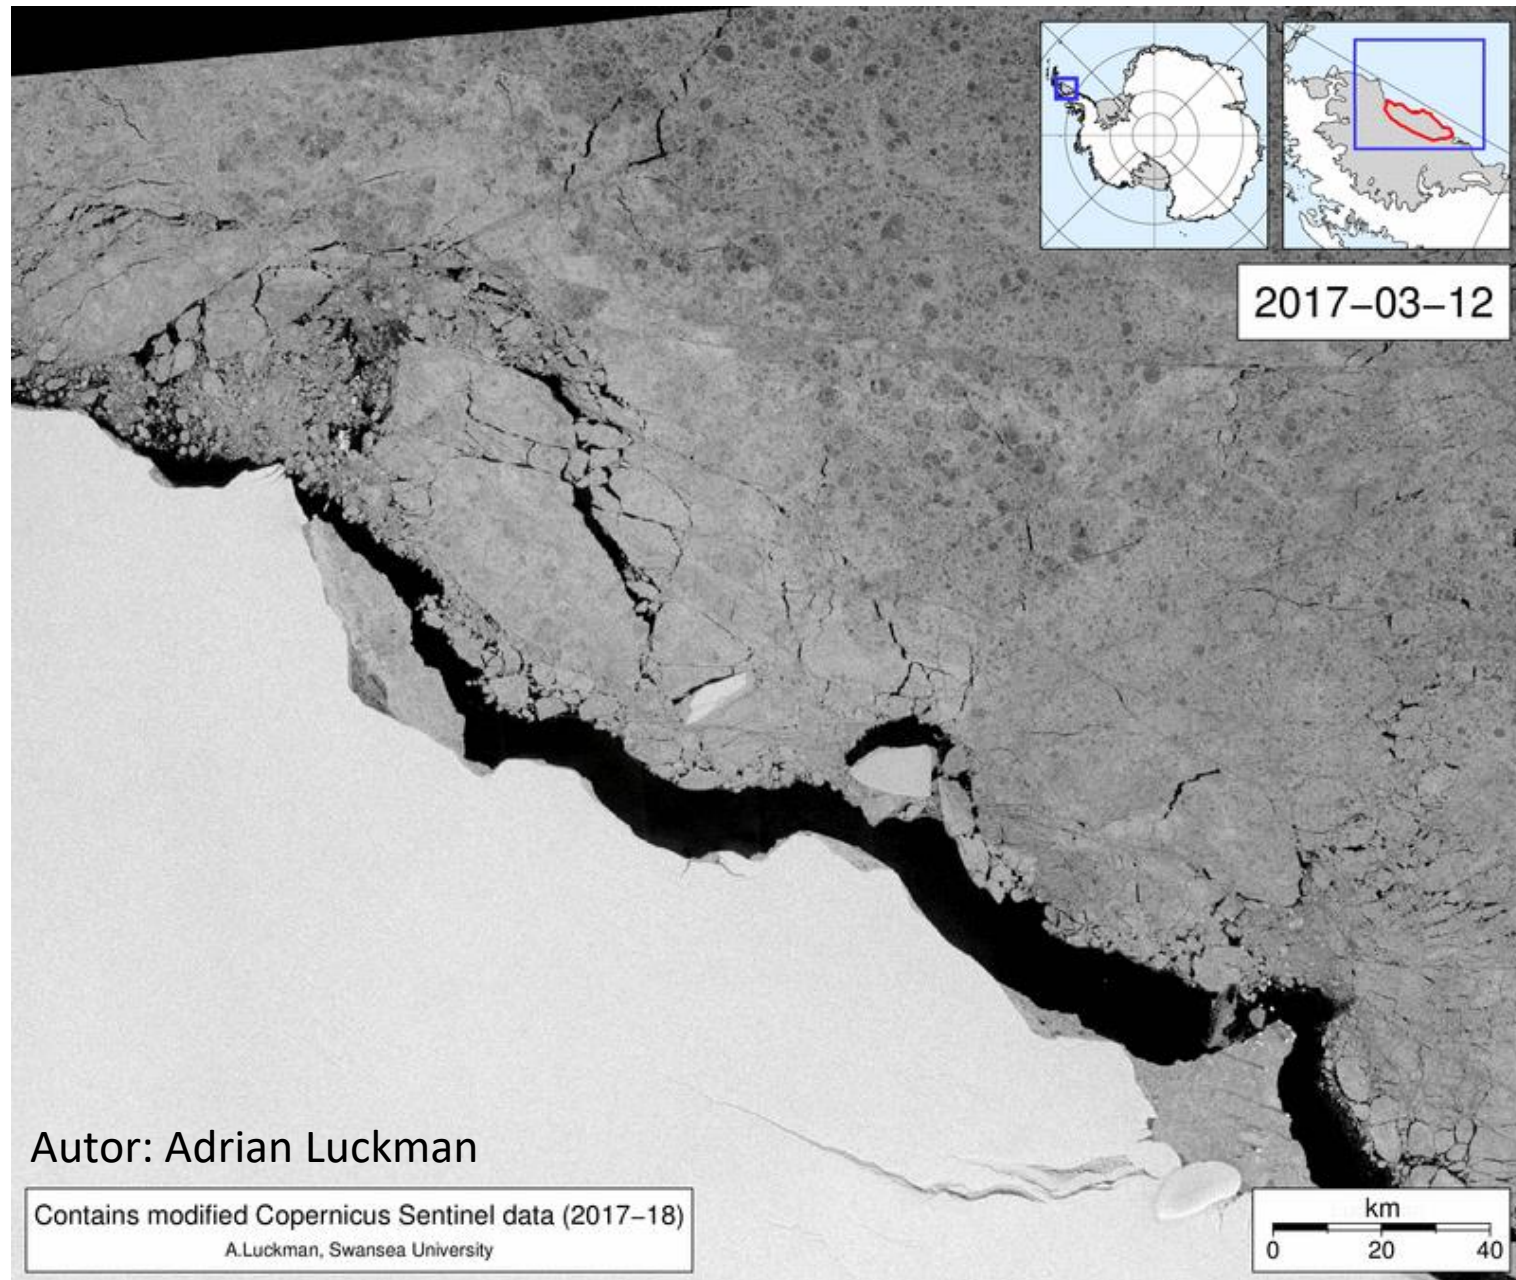 2017−03−12
Autor: Adrian Luckman
Contains modified Copernicus Sentinel data (2017−18)
A.Luckman, Swansea University
km
0 20 40